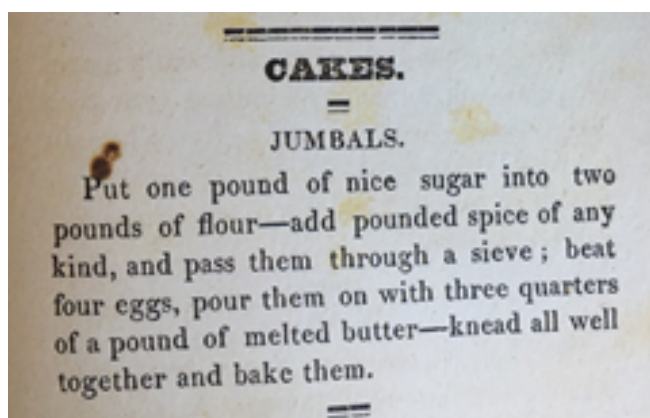 CAKES.
JUMBALS.
Put one pound of nice sugar into two
pounds of flour—add pounded spice of any
kind, and pass them through a sieve; beat
four eggs, pour them on with three quarters
of a pound of melted butter—knead all well
together and bake them.